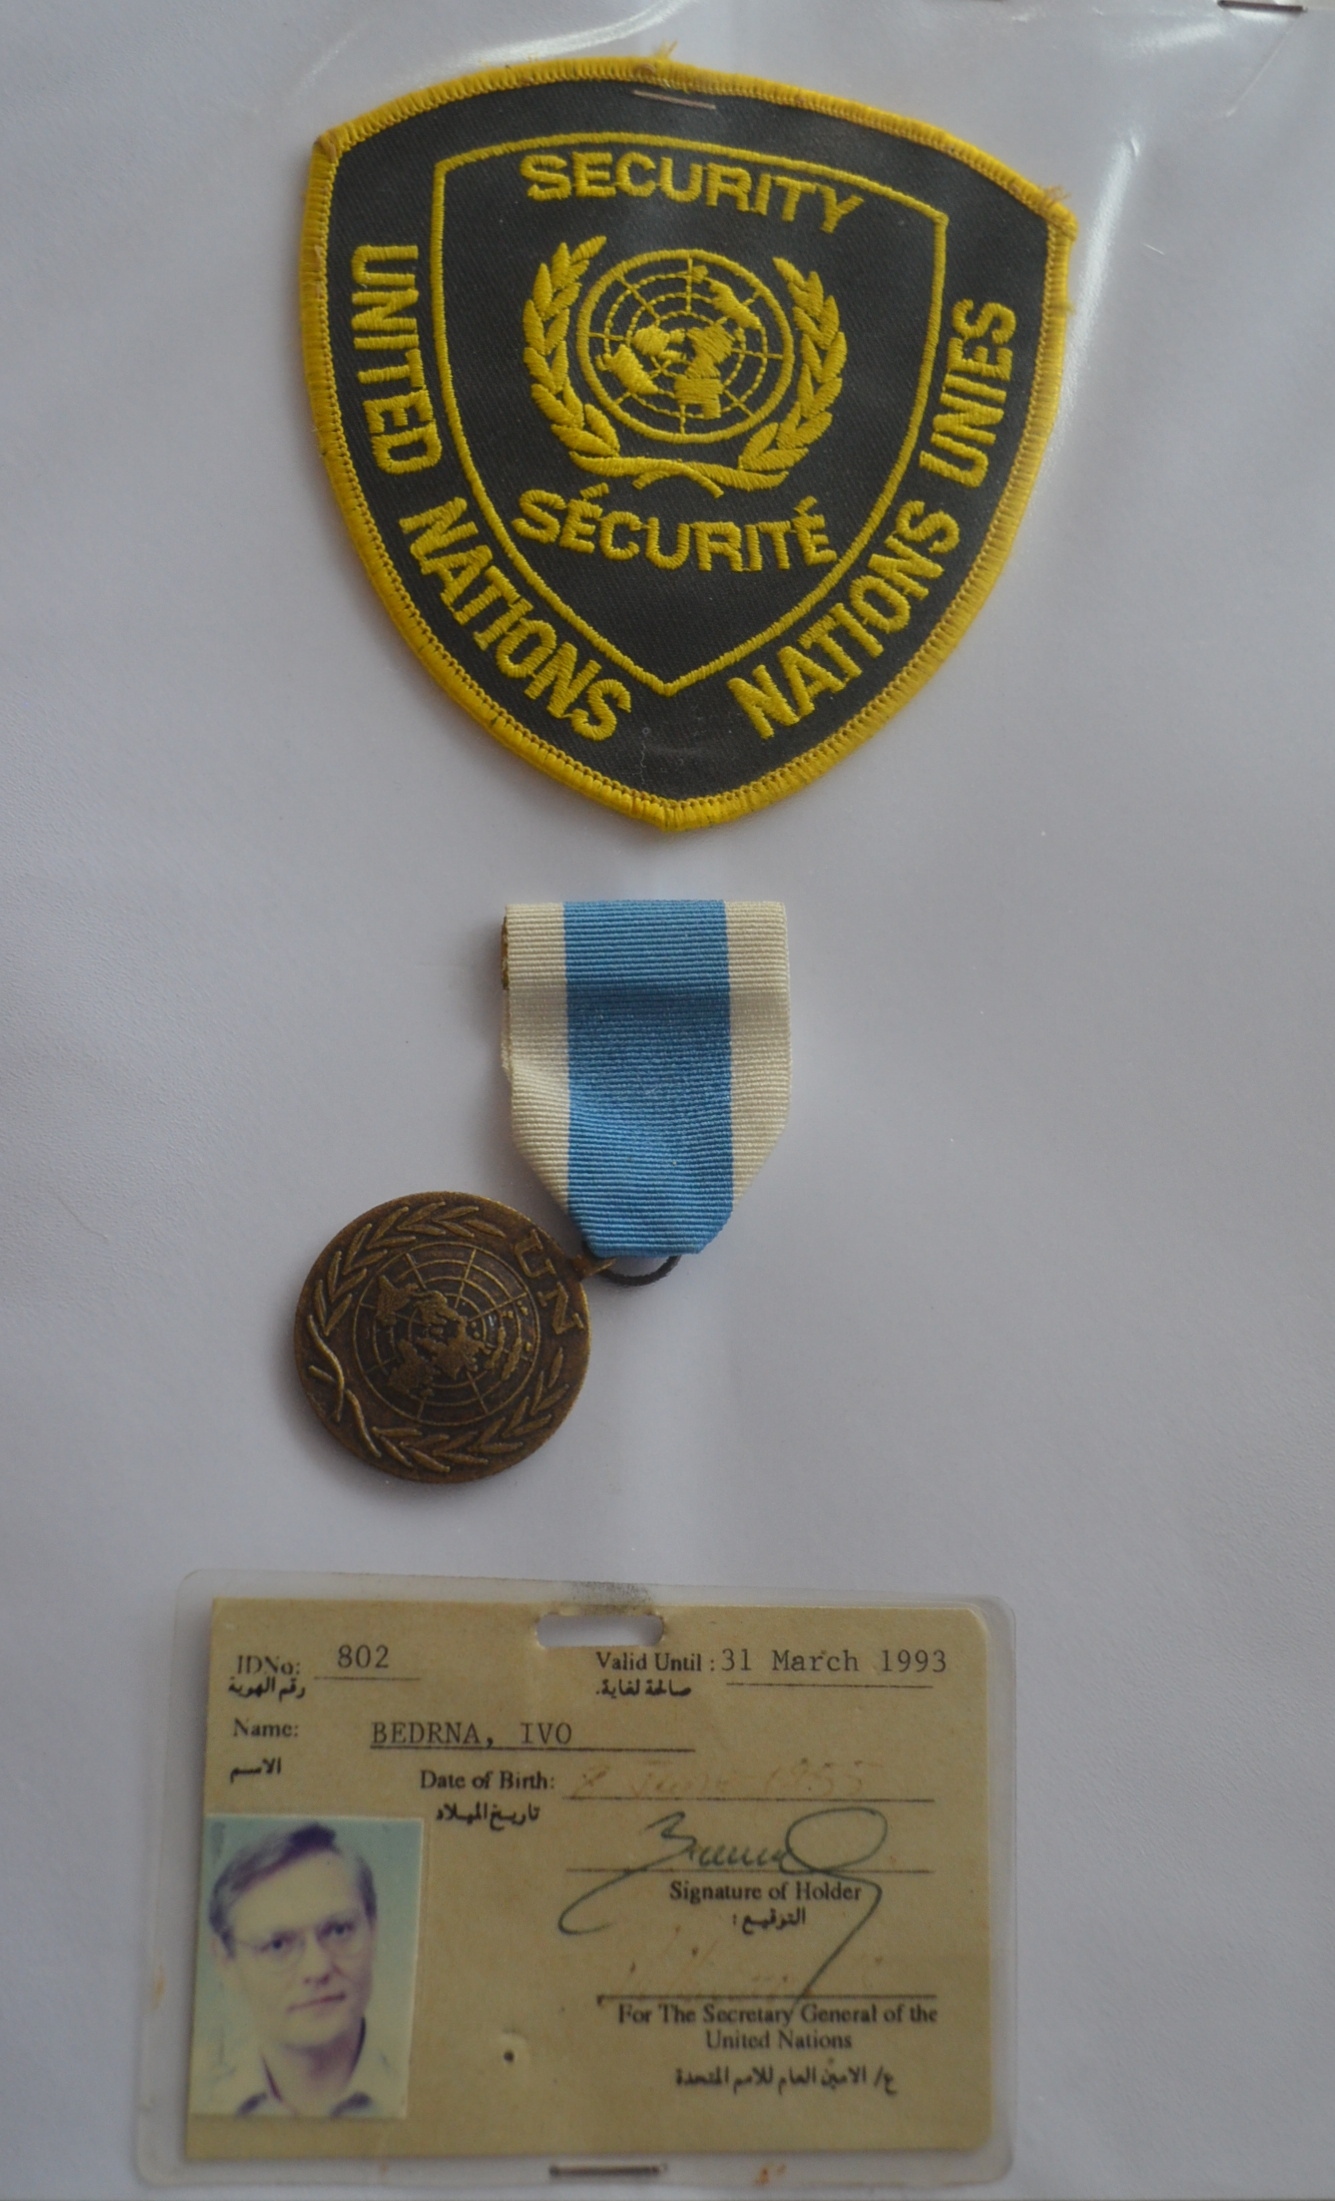 SECURITY
UNITED NATIONS
NATIONS UNIES
SÉCURITÉ
UN
IDNo: 802
رقم الهوية
Valid Until : 31 March 1993
صالحة لغاية.
Name: BEDRNA, IVO
الاسم
Date of Birth: 1955
تاريخ الميلاد
Signature of Holder
التوقيع :
For The Secretary General of the
United Nations
ع/ الامين العام للامم المتحدة